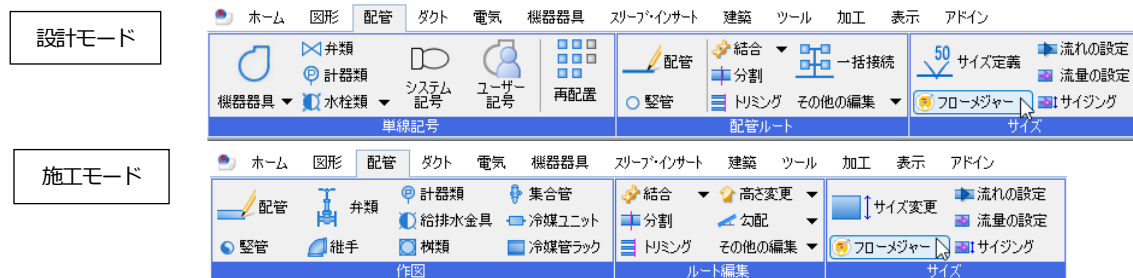 設計モード
ホーム 図形 配管 ダクト 電気 機器器具 スリーブ・インサート 建築 ツール 加工 表示 アドイン
弁類 結合 流れの設定
計器類 配管 分割 一括接続 50 サイズ定義 流量の設定
機器器具 水栓類 システム記号 ユーザー記号 再配置 竪管 トリミング その他の編集 フローメジャー サイジング
単線記号 配管ルート サイズ
施工モード
ホーム 図形 配管 ダクト 電気 機器器具 スリーブ・インサート 建築 ツール 加工 表示 アドイン
配管 弁類 計器類 集合管 結合 高さ変更 サイズ変更 流れの設定
給排水金具 冷媒ユニット 分割 勾配 流量の設定
竪管 継手 桝類 冷媒管ラック トリミング その他の編集 フローメジャー サイジング
作図 ルート編集 サイズ